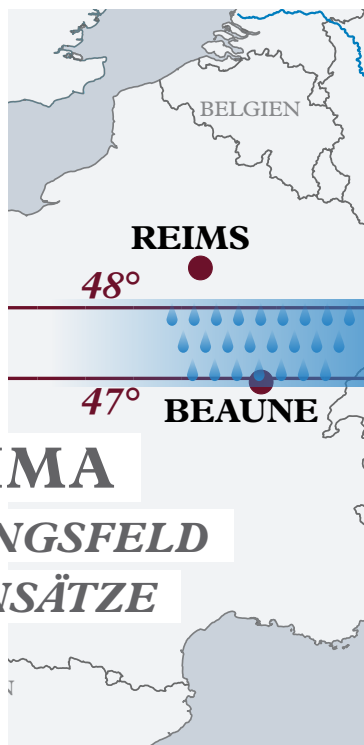 BELGIEN
REIMS
48°
47°
BEAUNE
IMA
NGSFELD
NSÄTZE
N